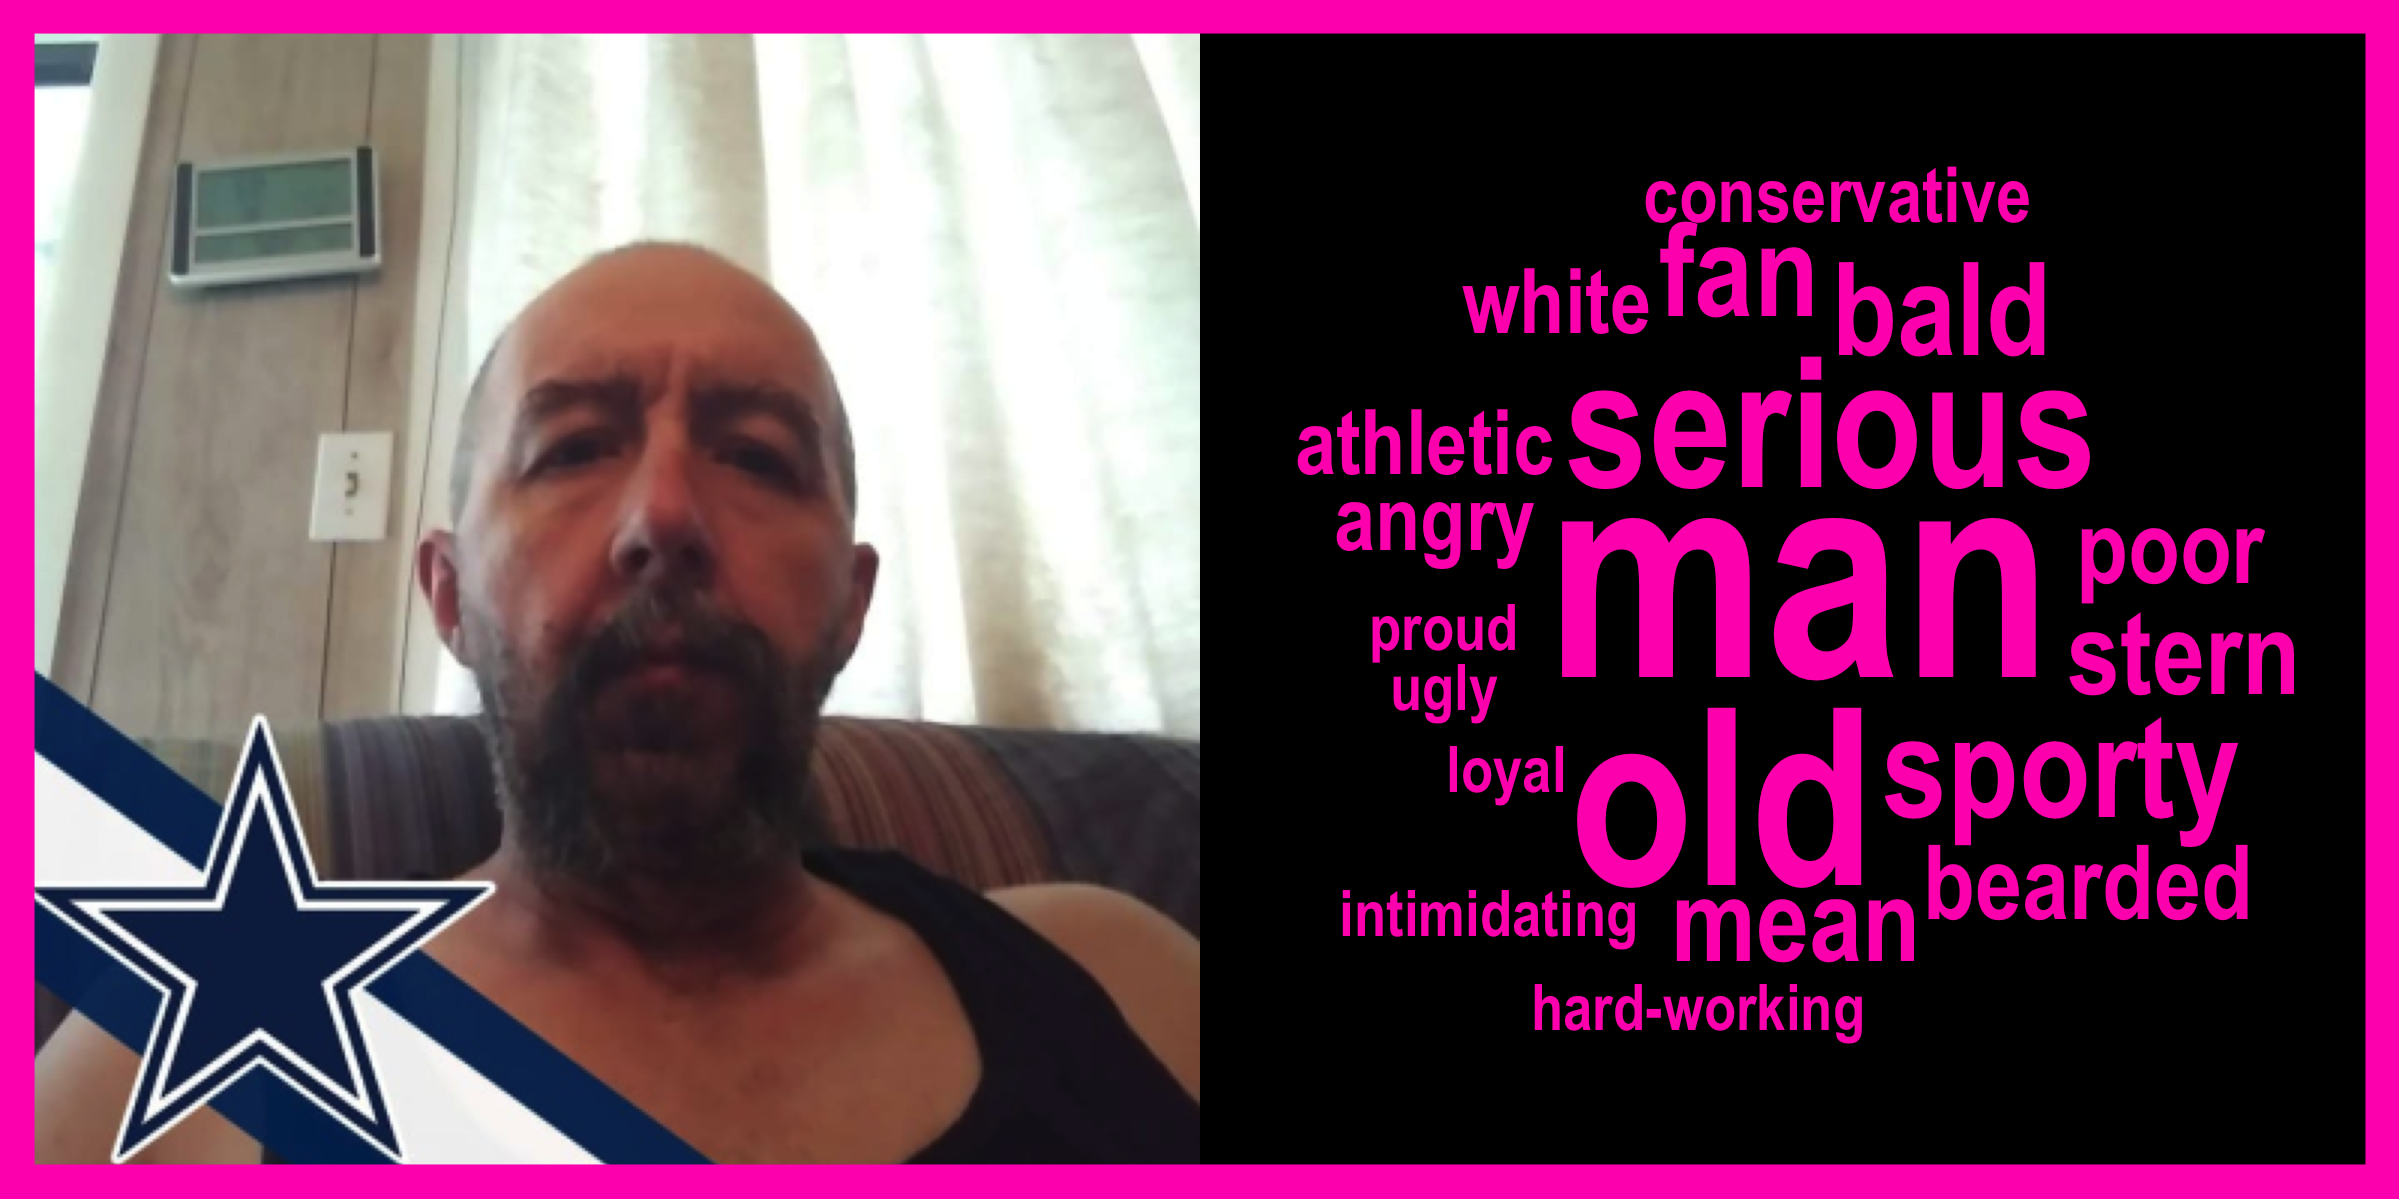 conservative
fan
white
bald
serious
athletic
angry
man
poor
proud
stern
ugly
loyal
old
sporty
bearded
intimidating
mean
hard-working